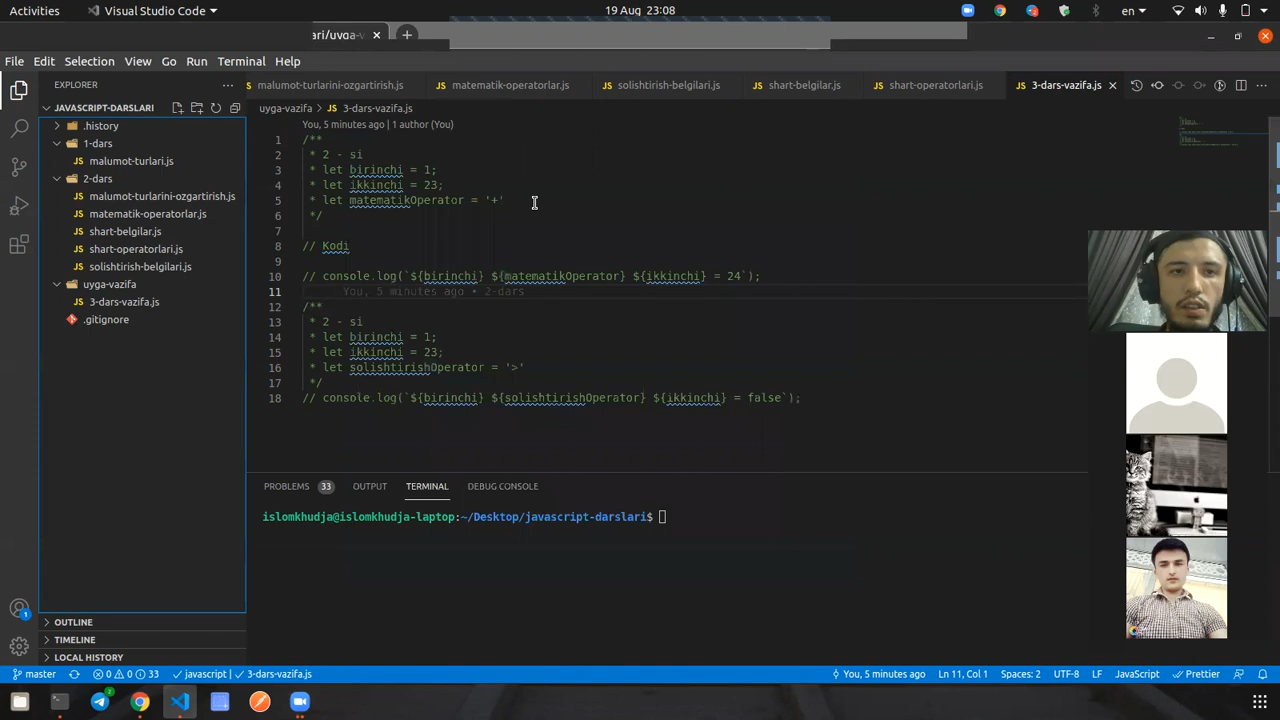 Activities
Visual Studio Code
19 Aug 23:08
en
ari/uyga-v
File Edit Selection View Go Run Terminal Help
EXPLORER
malumot-turlarini-ozgartirish.js
matematik-operatorlar.js
solishtirish-belgilari.js
shart-belgilar.js
shart-operatorlari.js
3-dars-vazifa.js
JAVASCRIPT-DARSLARI
.history
1-dars
malumot-turlari.js
2-dars
malumot-turlarini-ozgartirish.js
matematik-operatorlar.js
shart-belgilar.js
shart-operatorlari.js
solishtirish-belgilari.js
uyga-vazifa
3-dars-vazifa.js
.gitignore
uyga-vazifa > 3-dars-vazifa.js
You, 5 minutes ago | 1 author (You)
1 /**
2 * 2 - si
3 * let birinchi = 1;
4 * let ikkinchi = 23;
5 * let matematikOperator = '+'
6 */
7
8 // Kodi
9
10 // console.log(`${birinchi} ${matematikOperator} ${ikkinchi} = 24`);
11 You, 5 minutes ago • 2-dars
12 /**
13 * 2 - si
14 * let birinchi = 1;
15 * let ikkinchi = 23;
16 * let solishtirishOperator = '>'
17 */
18 // console.log(`${birinchi} ${solishtirishOperator} ${ikkinchi} = false`);
PROBLEMS 33 OUTPUT TERMINAL DEBUG CONSOLE
islomkhudja@islomkhudja-laptop:~/Desktop/javascript-darslari$
OUTLINE
TIMELINE
LOCAL HISTORY
1
master
0 0 33
javascript
3-dars-vazifa.js
You, 5 minutes ago
Ln 11, Col 1
Spaces: 2
UTF-8
LF
JavaScript
Prettier
2